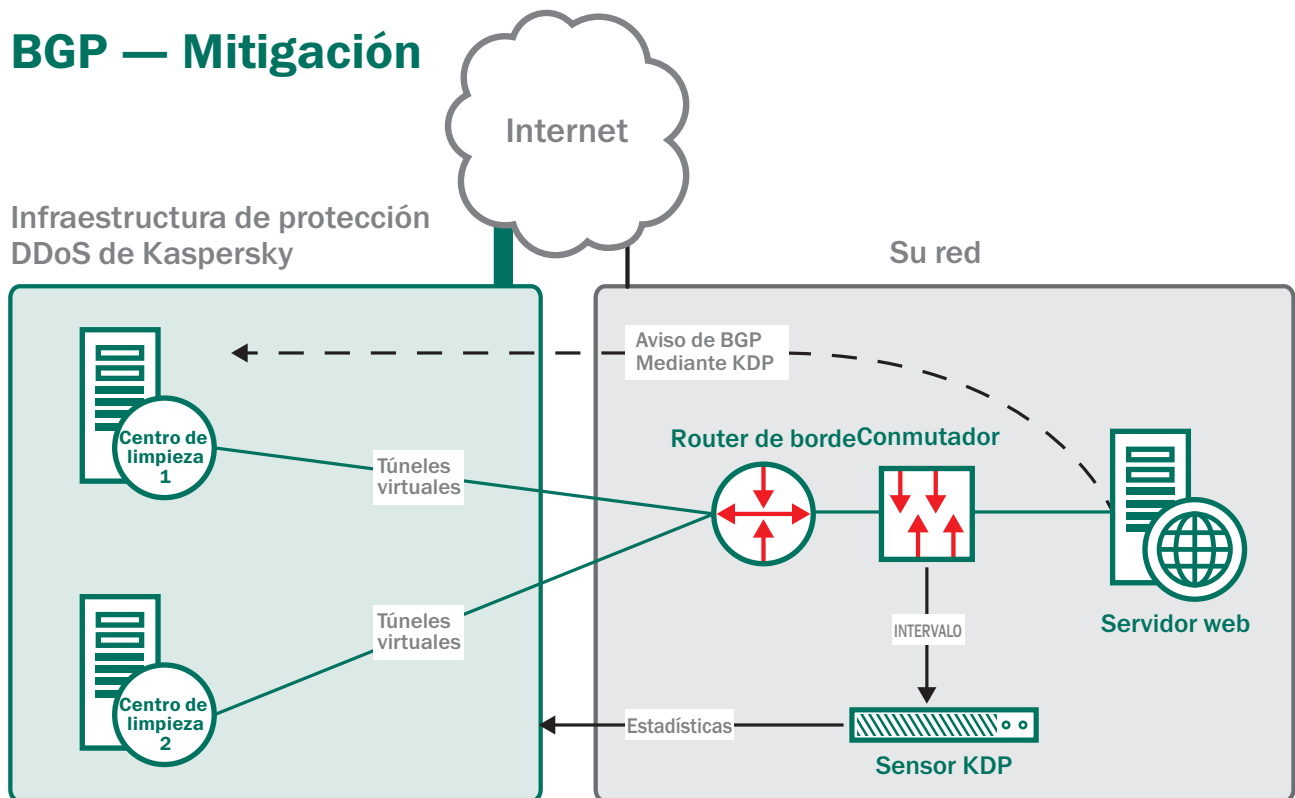 BGP — Mitigación
Internet
Infraestructura de protección
DDoS de Kaspersky
Su red
Aviso de BGP
Mediante KDP
Centro de
limpieza
1
Túneles
virtuales
Router de borde
Conmutador
Servidor web
INTERVALO
Túneles
virtuales
Centro de
limpieza
2
Estadísticas
Sensor KDP